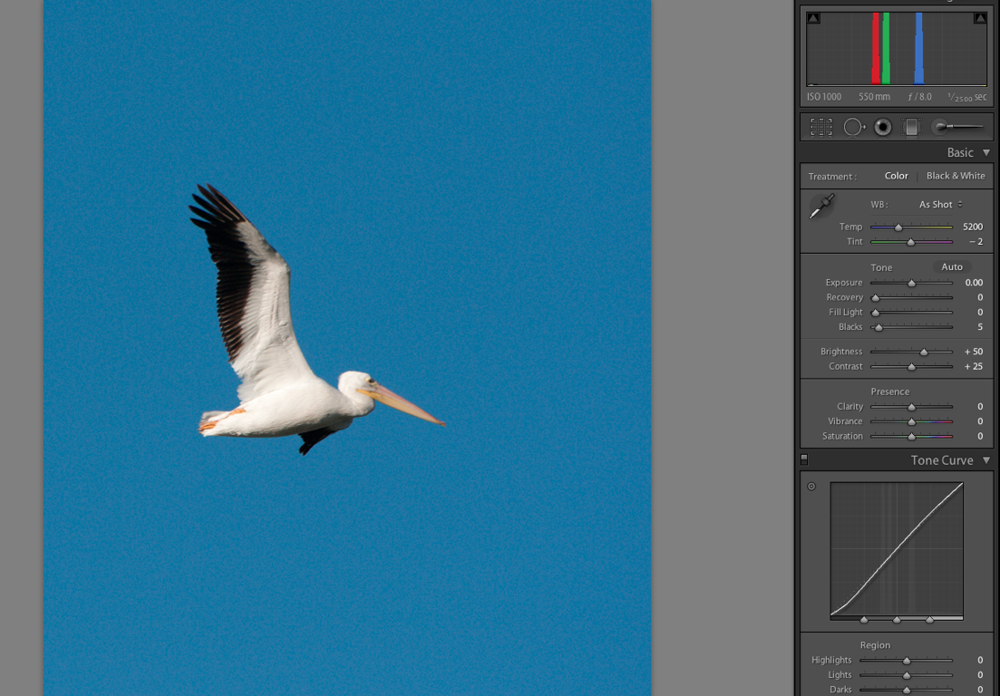 ISO 1000 550 mm ƒ / 8.0 1/2500 sec
Basic
Treatment : Color Black & White
WB : As Shot
Temp 5200
Tint – 2
Tone Auto
Exposure 0.00
Recovery 0
Fill Light 0
Blacks 5
Brightness + 50
Contrast + 25
Presence
Clarity 0
Vibrance 0
Saturation 0
Tone Curve
Region
Highlights 0
Lights 0
Darks 0